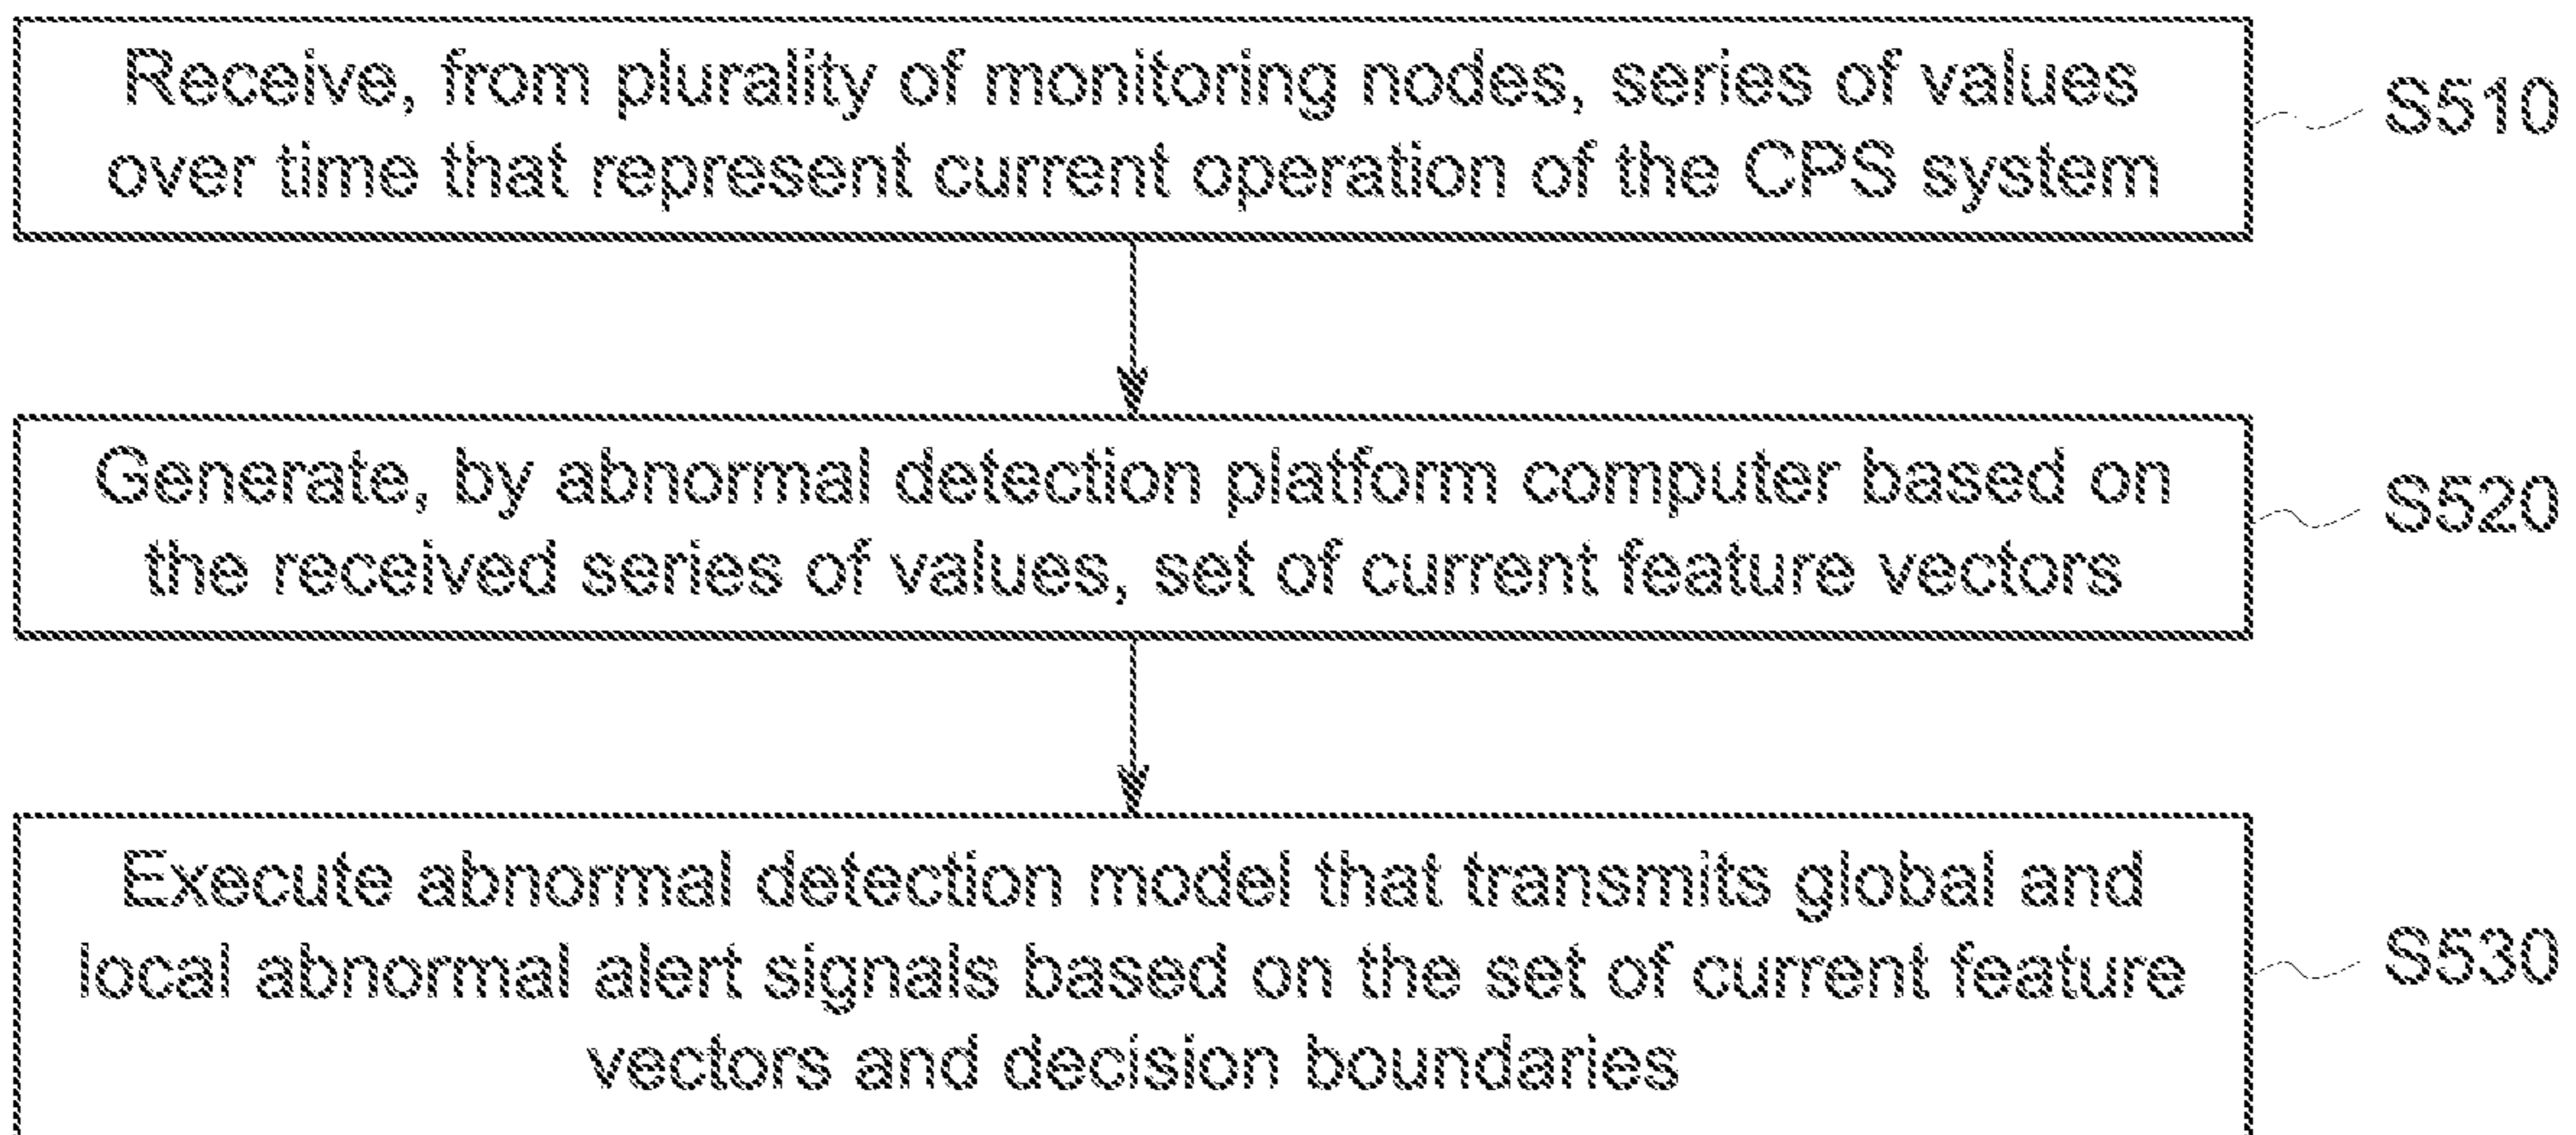 Receive, from plurality of monitoring nodes, series of values
over time that represent current operation of the CPS system
S510
Generate, by abnormal detection platform computer based on
the received series of values, set of current feature vectors
S520
Execute abnormal detection model that transmits global and
local abnormal alert signals based on the set of current feature
vectors and decision boundaries
S530